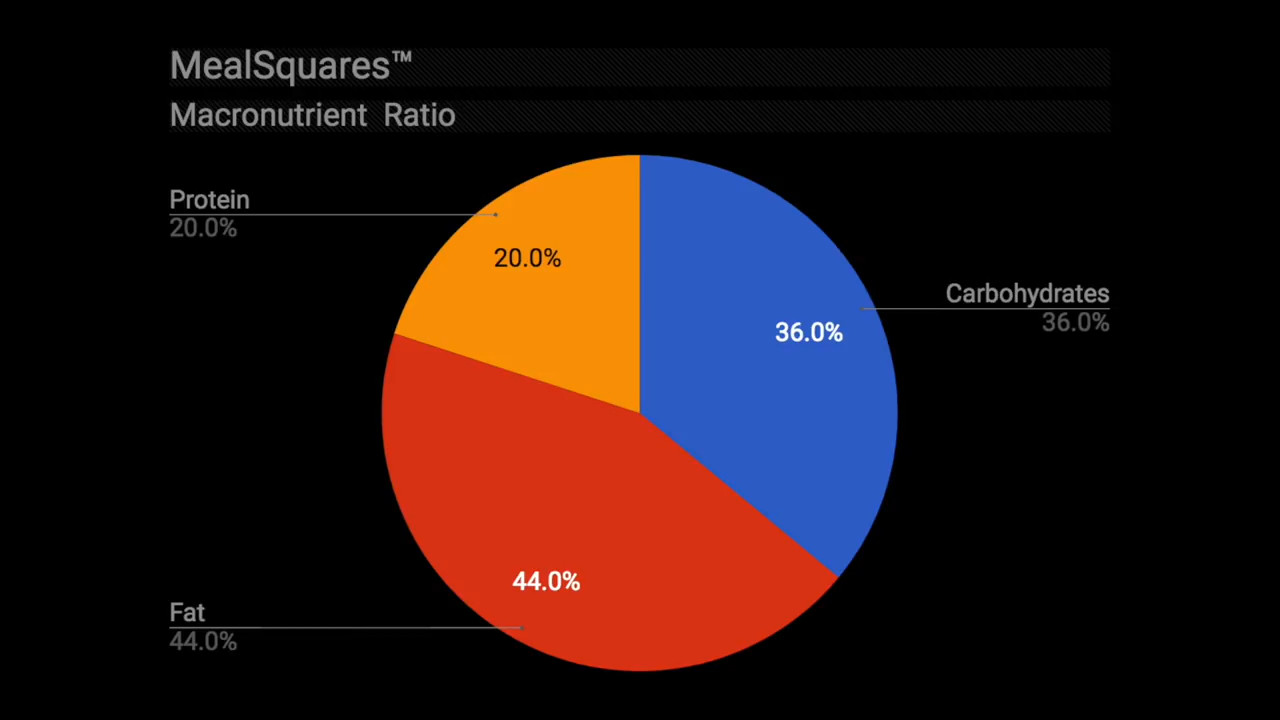 MealSquares™
Macronutrient Ratio
Protein
20.0%
20.0%
Carbohydrates
36.0%
36.0%
44.0%
Fat
44.0%